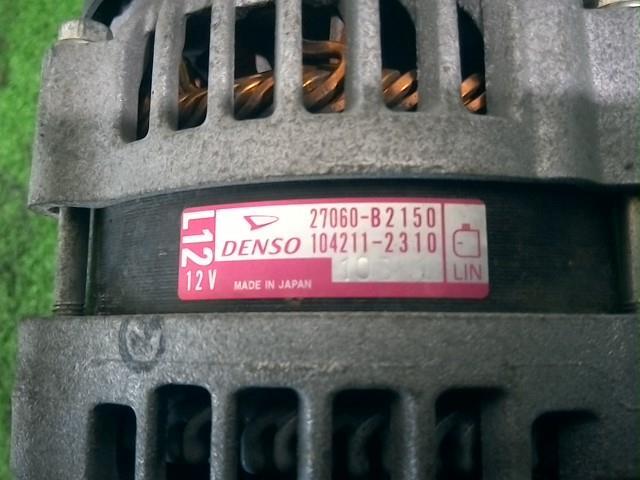 L12
12V
27060-B2150
DENSO 104211-2310
MADE IN JAPAN
LIN